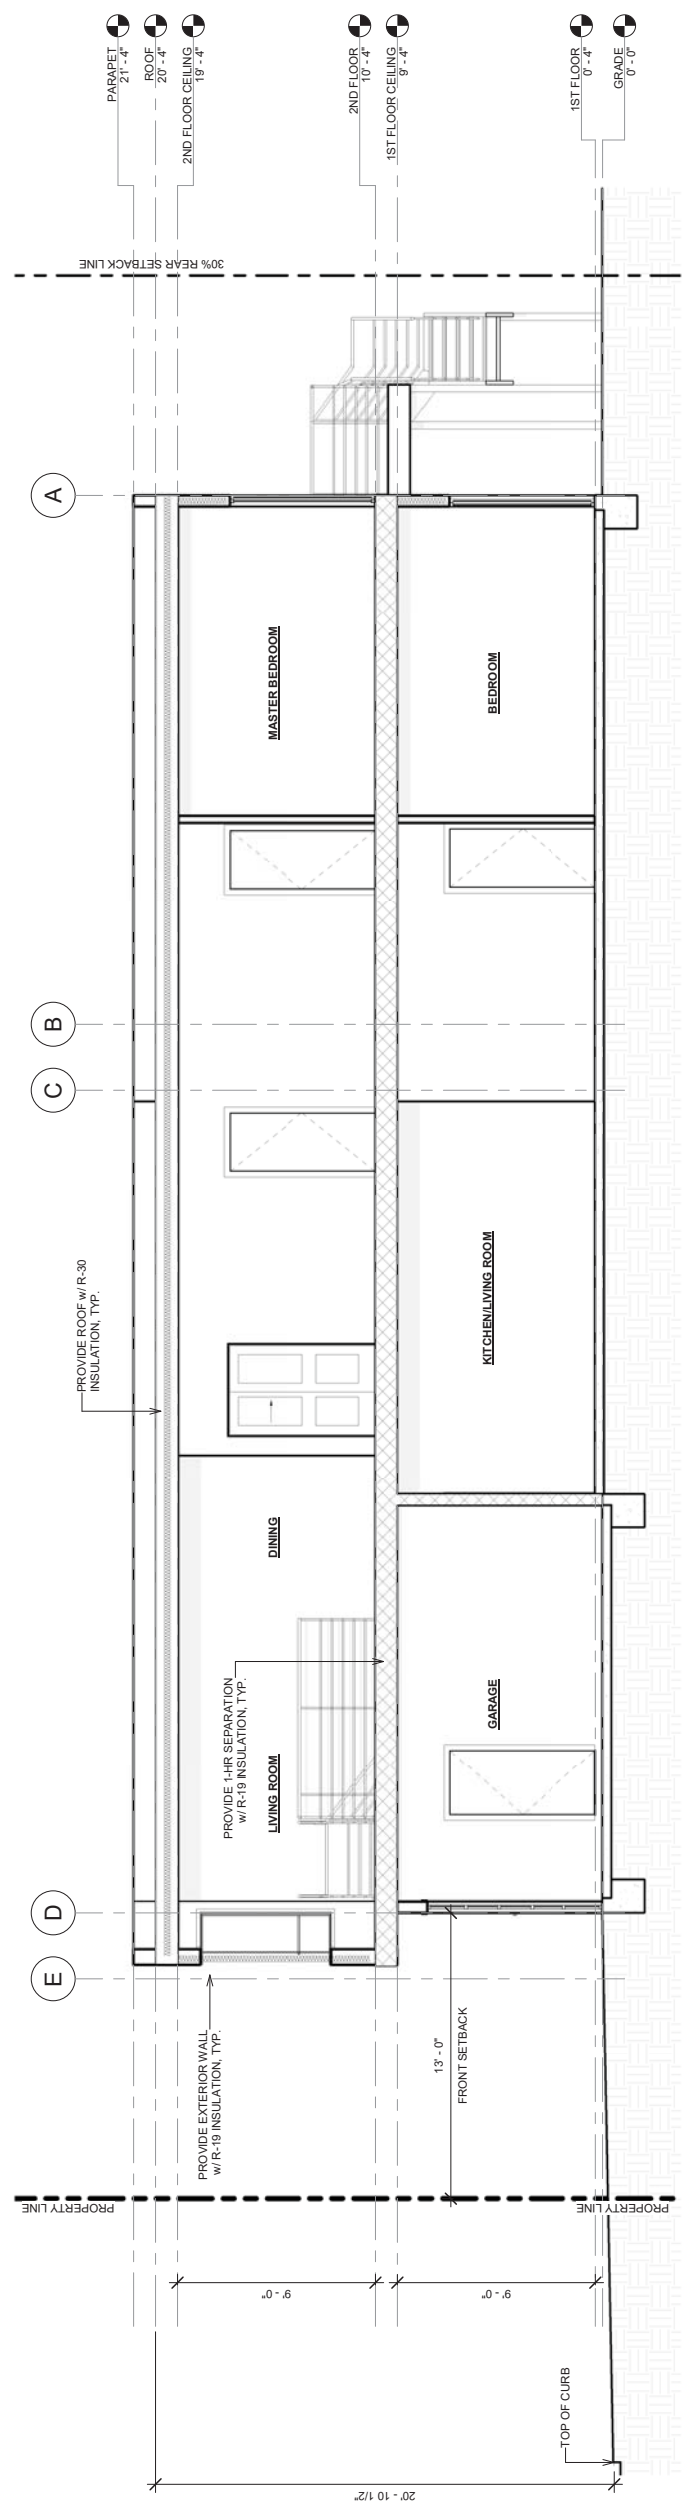 PARAPET
21' - 4"
ROOF
20' - 4"
2ND FLOOR CEILING
19' - 4"
2ND FLOOR
10' - 4"
1ST FLOOR CEILING
9' - 4"
1ST FLOOR
0' - 4"
GRADE
0' - 0"
30% REAR SETBACK LINE
A
B
C
D
E
MASTER BEDROOM
BEDROOM
PROVIDE ROOF w/ R-30
INSULATION, TYP.
KITCHEN/LIVING ROOM
DINING
PROVIDE 1-HR SEPARATION
w/ R-19 INSULATION, TYP.
LIVING ROOM
GARAGE
PROVIDE EXTERIOR WALL
w/ R-19 INSULATION, TYP.
13' - 0"
FRONT SETBACK
PROPERTY LINE
PROPERTY LINE
9' - 0"
9' - 0"
TOP OF CURB
20' - 10 1/2"